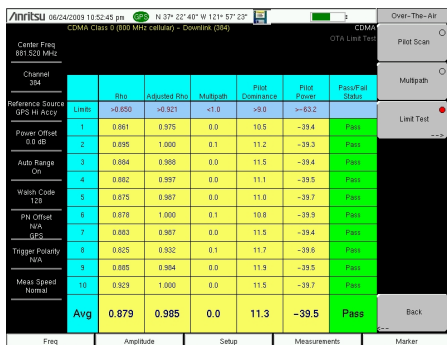 Anritsu 06/24/2009 10:52:45 pm GPS N 37° 22' 40" W 121° 57' 23"
Over-The-Air
CDMA Class 0 (800 MHz cellular) - Downlink (384)
CDMA
OTA Limit Test
Center Freq
881.520 MHz
Channel
384
Reference Source
GPS Hi Accy
Power Offset
0.0 dB
Auto Range
On
Walsh Code
128
PN Offset
N/A
GPS
Trigger Polarity
N/A
Meas Speed
Normal
Rho Adjusted Rho Multipath Pilot Dominance Pilot Power Pass/Fail Status
Limits >0.850 >0.921 <1.0 >9.0 >-63.2
1 0.861 0.975 0.0 10.5 -39.4 Pass
2 0.895 1.000 0.1 11.2 -39.3 Pass
3 0.884 0.988 0.0 11.5 -39.4 Pass
4 0.882 0.997 0.0 11.1 -39.5 Pass
5 0.875 0.987 0.0 11.0 -39.7 Pass
6 0.878 1.000 0.1 10.8 -39.9 Pass
7 0.883 0.987 0.0 11.5 -39.4 Pass
8 0.825 0.932 0.1 11.7 -39.6 Pass
9 0.885 0.984 0.0 11.9 -39.5 Pass
10 0.929 1.000 0.0 11.5 -39.7 Pass
Avg 0.879 0.985 0.0 11.3 -39.5 Pass
Pilot Scan
Multipath
Limit Test
-->
Back
<--
Freq Amplitude Setup Measurements Marker